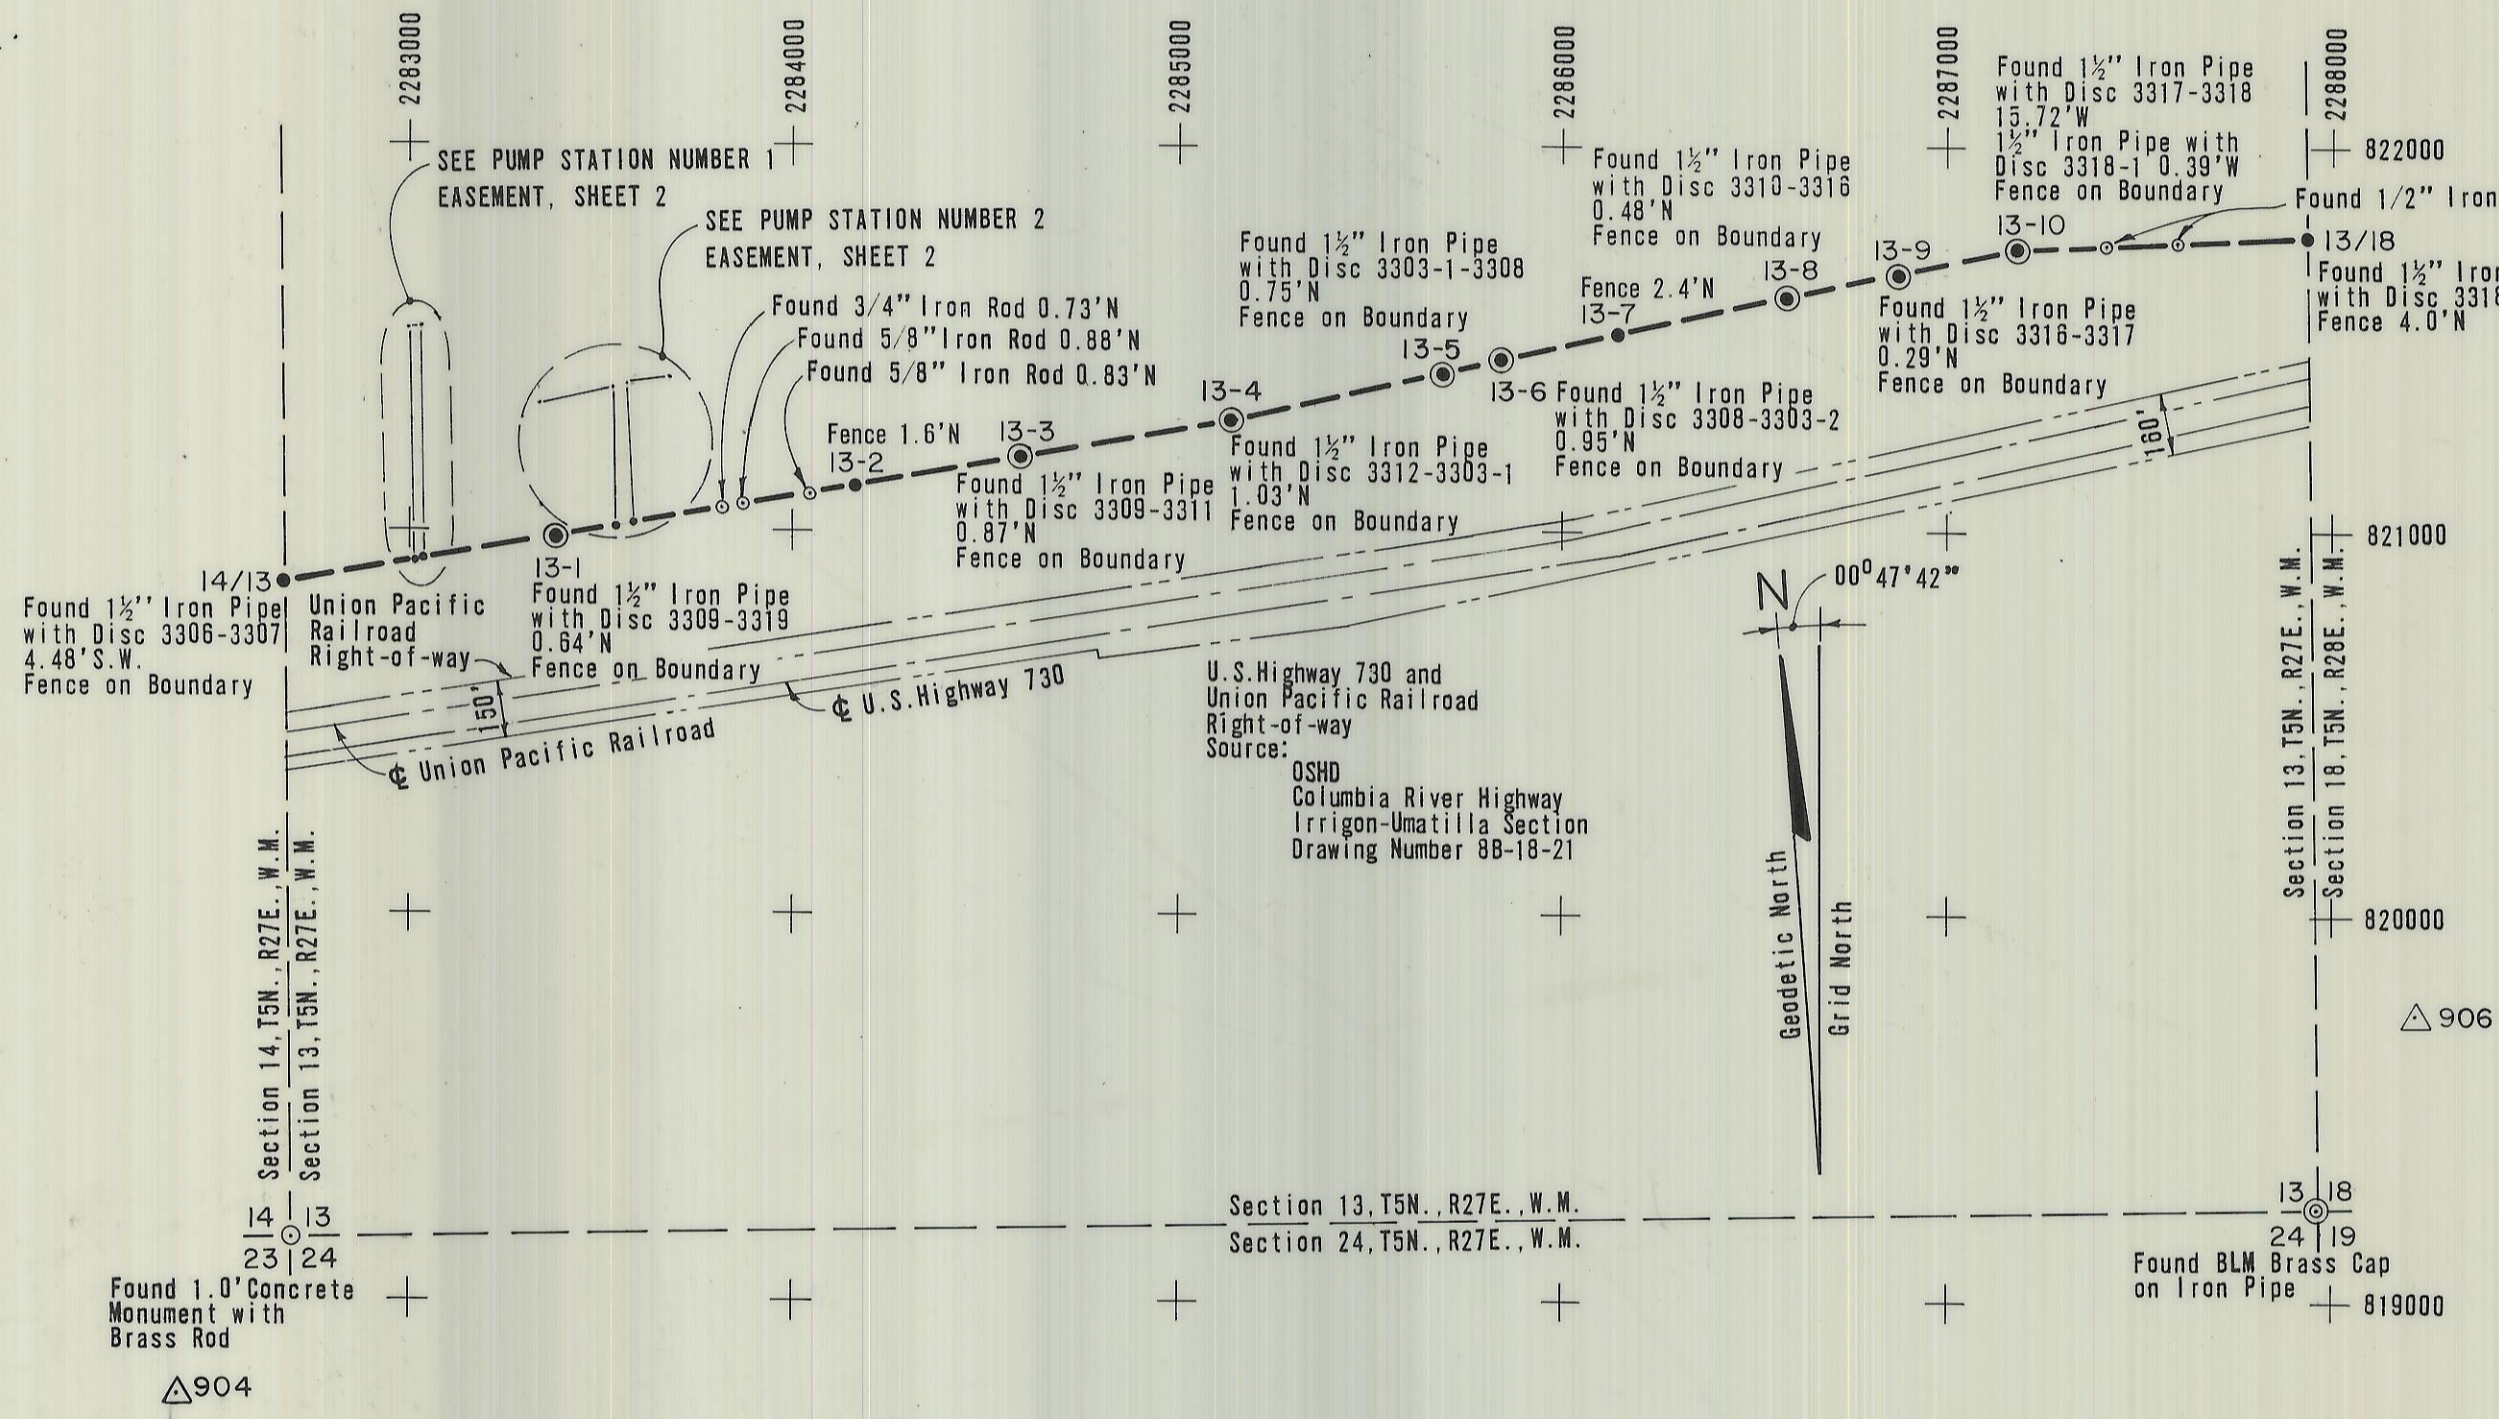 2283000
2284000
2285000
2286000
2287000
2288000
822000
821000
820000
819000
SEE PUMP STATION NUMBER 1
EASEMENT, SHEET 2
SEE PUMP STATION NUMBER 2
EASEMENT, SHEET 2
Found 3/4" Iron Rod 0.73'N
Found 5/8" Iron Rod 0.88'N
Found 5/8" Iron Rod 0.83'N
Found 1½" Iron Pipe
with Disc 3317-3318
15.72'W
1½" Iron Pipe with
Disc 3318-1 0.39'W
Fence on Boundary
13-10
Found 1/2" Iron
13/18
Found 1½" Iro
with Disc 3318
Fence 4.0'N
Found 1½" Iron Pipe
with Disc 3310-3316
0.48'N
Fence on Boundary
13-8
13-9
Found 1½" Iron Pipe
with Disc 3316-3317
0.29'N
Fence on Boundary
Found 1½" Iron Pipe
with Disc 3303-1-3308
0.75'N
Fence on Boundary
13-5
Fence 2.4'N
13-7
13-6
Found 1½" Iron Pipe
with Disc 3308-3303-2
0.95'N
Fence on Boundary
13-4
Found 1½" Iron Pipe
with Disc 3312-3303-1
1.03'N
Fence on Boundary
Fence 1.6'N
13-2
13-3
Found 1½" Iron Pipe
with Disc 3309-3311
0.87'N
Fence on Boundary
14/13
Found 1½" Iron Pipe
with Disc 3306-3307
4.48'S.W.
Fence on Boundary
13-1
Found 1½" Iron Pipe
with Disc 3309-3319
0.64'N
Fence on Boundary
Union Pacific
Railroad
Right-of-way
150'
160'
℄ Union Pacific Railroad
℄ U.S.Highway 730
U.S.Highway 730 and
Union Pacific Railroad
Right-of-way
Source:
OSHD
Columbia River Highway
Irrigon-Umatilla Section
Drawing Number 8B-18-21
N
00°47'42"
Geodetic North
Grid North
Section 14,T5N.,R27E.,W.M.
Section 13,T5N.,R27E.,W.M.
Section 13,T5N.,R27E.,W.M.
Section 18,T5N.,R28E.,W.M.
906
Section 13,T5N.,R27E.,W.M.
Section 24,T5N.,R27E.,W.M.
14 13
23 24
Found 1.0'Concrete
Monument with
Brass Rod
904
13 18
24 19
Found BLM Brass Cap
on Iron Pipe